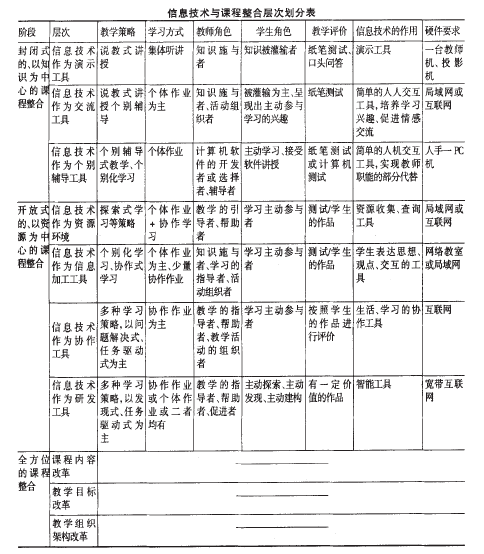 信息技术与课程整合层次划分表
阶段 层次 教学策略 学习方式 教师角色 学生角色 教学评价 信息技术的作用 硬件要求
封闭式的、以知识为中心的课程整合
信息技术作为演示工具 说教式讲授 集体听讲 知识施与者 知识被灌输者 纸笔测试、口头问答 演示工具 一台教师机、投影机
信息技术作为交流工具 说教式讲授个别辅导 个体作业为主 知识施与者、活动组织者 被灌输为主、呈现出主动参与学习的兴趣 纸笔测试 简单的人人交互工具,培养学习兴趣、促进情感交流 局域网或互联网
信息技术作为个别辅导工具 个别辅导式教学、个别化学习 个体作业 计算机软件的开发者或选择者、辅导者 主动学习、接受软件讲授 纸笔测试或计算机测试 简单的人机交互工具,实现教师职能的部分代替 人手一PC机
开放式的、以资源为中心的课程整合
信息技术作为资源环境 探索式学习等策略 个体作业+协作学习 教学的引导者、帮助者 学习主动参与者 测试/学生的作品 资源收集、查询工具 局域网或互联网
信息技术作为信息加工工具 个别化学习、协作式学习 个体作业为主,少量协作作业 知识施与者、学习的指导者、活动组织者 学习主动参与者 测试/学生的作品 学生表达思想、观点、交互的工具 网络教室或局域网
信息技术作为协作工具 多种学习策略,以问题解决式、任务驱动式为主 协作作业为主 教学的指导者、帮助者、教学活动的组织者 学习主动参与者 按照学生的作品进行评价 生活、学习的协作工具 互联网
信息技术作为研发工具 多种学习策略,以发现式、任务驱动式为主 协作作业或个体作业或二者均有 教学的指导者、帮助者、促进者 主动探索、主动发现、主动建构 有一定价值的作品 智能工具 宽带互联网
全方位的课程整合
课程内容改革
教学目标改革
教学组织架构改革